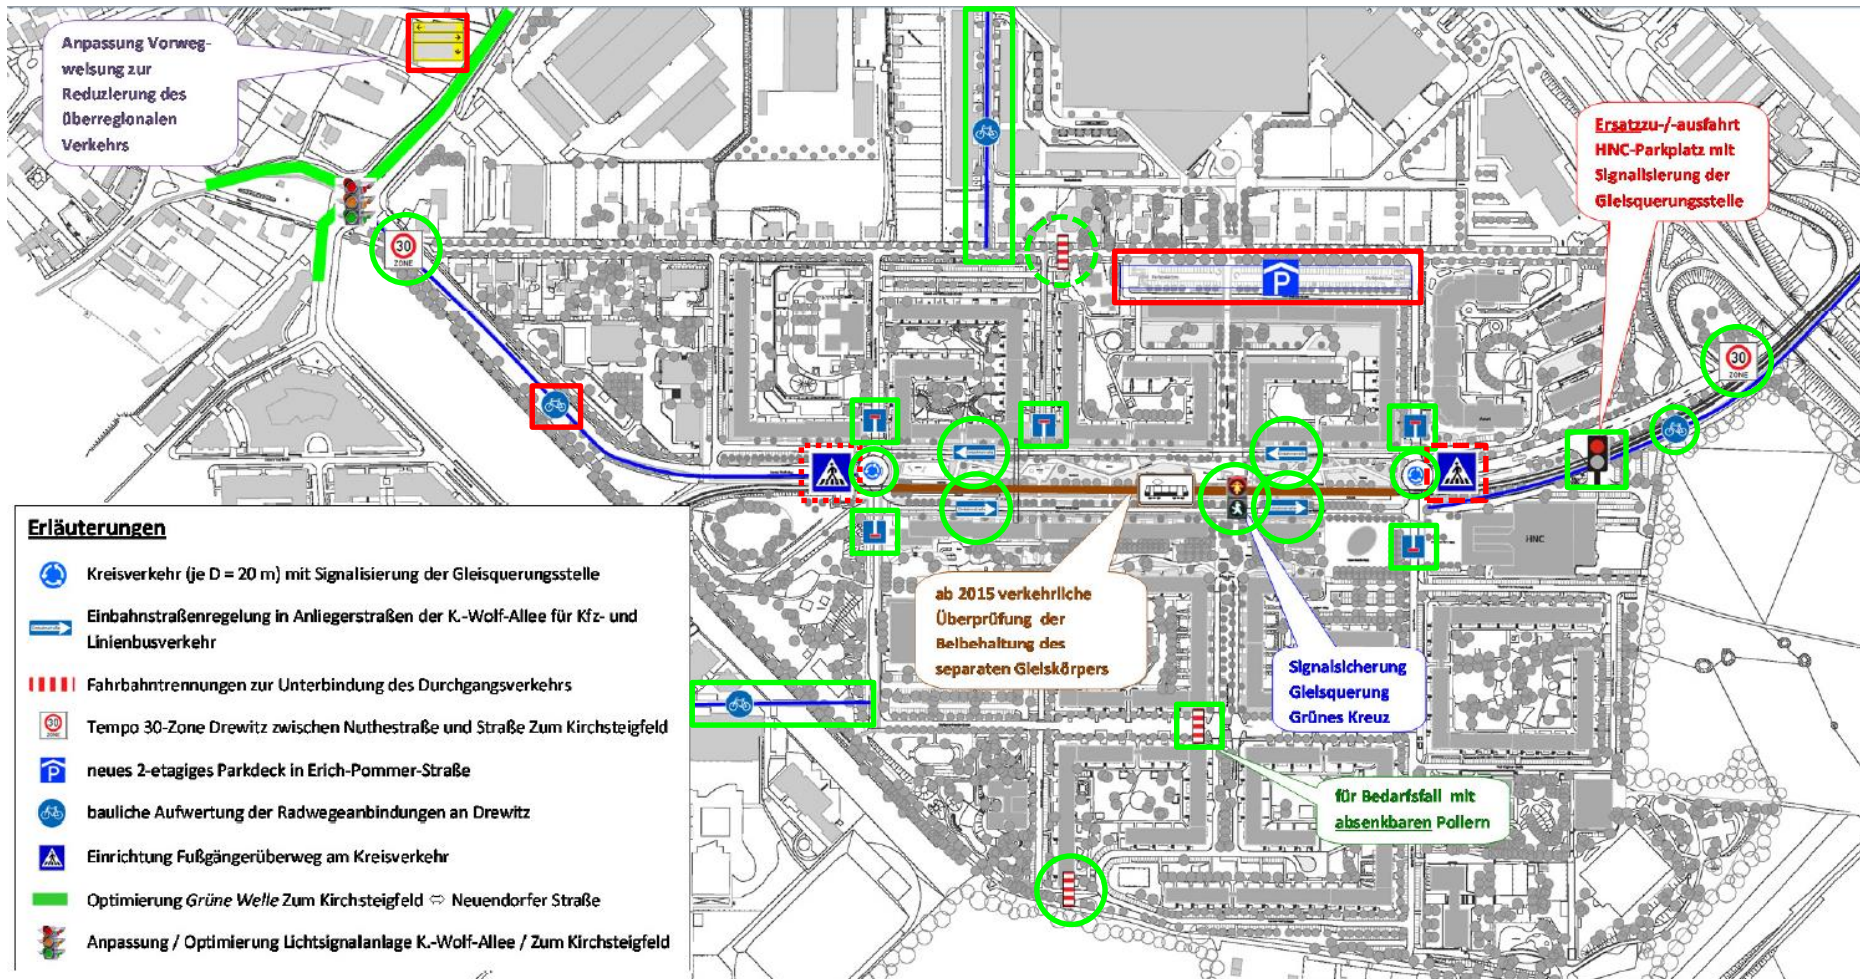 Anpassung Vorweg-
weisung zur
Reduzierung des
überregionalen
Verkehrs
Ersatzzu-/-ausfahrt
HNC-Parkplatz mit
Signalisierung der
Gleisquerungsstelle
30
ZONE
30
ZONE
P
HNC
ab 2015 verkehrliche
Überprüfung der
Beibehaltung des
separaten Gleiskörpers
Signalsicherung
Gleisquerung
Grünes Kreuz
für Bedarfsfall mit
absenkbaren Pollern
Erläuterungen
Kreisverkehr (je D = 20 m) mit Signalisierung der Gleisquerungsstelle
Einbahnstraßenregelung in Anliegerstraßen der K.-Wolf-Allee für Kfz- und
Linienbusverkehr
Fahrbahntrennungen zur Unterbindung des Durchgangsverkehrs
30
ZONE
Tempo 30-Zone Drewitz zwischen Nuthestraße und Straße Zum Kirchsteigfeld
P
neues 2-etagiges Parkdeck in Erich-Pommer-Straße
bauliche Aufwertung der Radwegeanbindungen an Drewitz
Einrichtung Fußgängerüberweg am Kreisverkehr
Optimierung Grüne Welle Zum Kirchsteigfeld ⇔ Neuendorfer Straße
Anpassung / Optimierung Lichtsignalanlage K.-Wolf-Allee / Zum Kirchsteigfeld